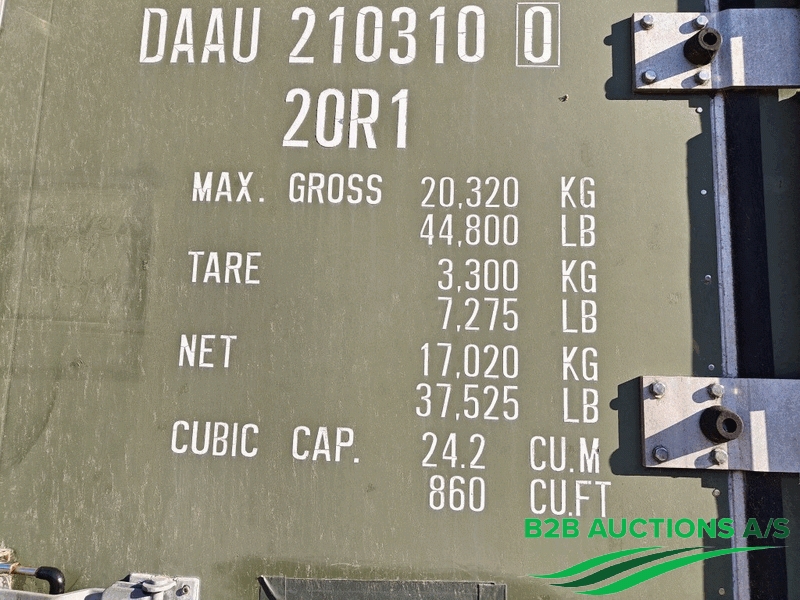 DAAU 210310 0
20R1
MAX. GROSS 20,320 KG
44,800 LB
TARE 3,300 KG
7,275 LB
NET 17,020 KG
37,525 LB
CUBIC CAP. 24.2 CU.M
860 CU.FT
B2B AUCTIONS A/S